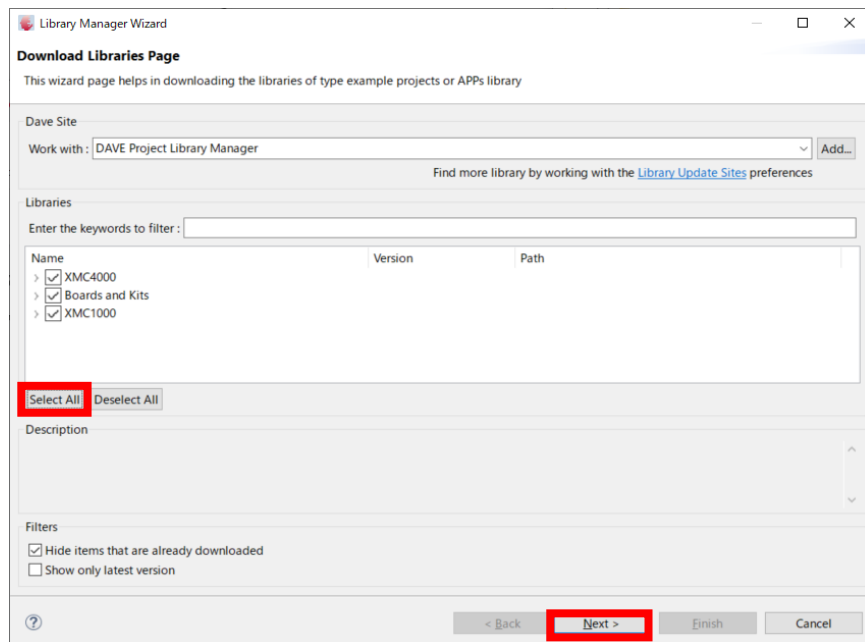 Library Manager Wizard
Download Libraries Page
This wizard page helps in downloading the libraries of type example projects or APPs library
Dave Site
Work with : DAVE Project Library Manager Add...
Find more library by working with the Library Update Sites preferences
Libraries
Enter the keywords to filter :
Name Version Path
XMC4000
Boards and Kits
XMC1000
Select All Deselect All
Description
Filters
Hide items that are already downloaded
Show only latest version
? < Back Next > Finish Cancel